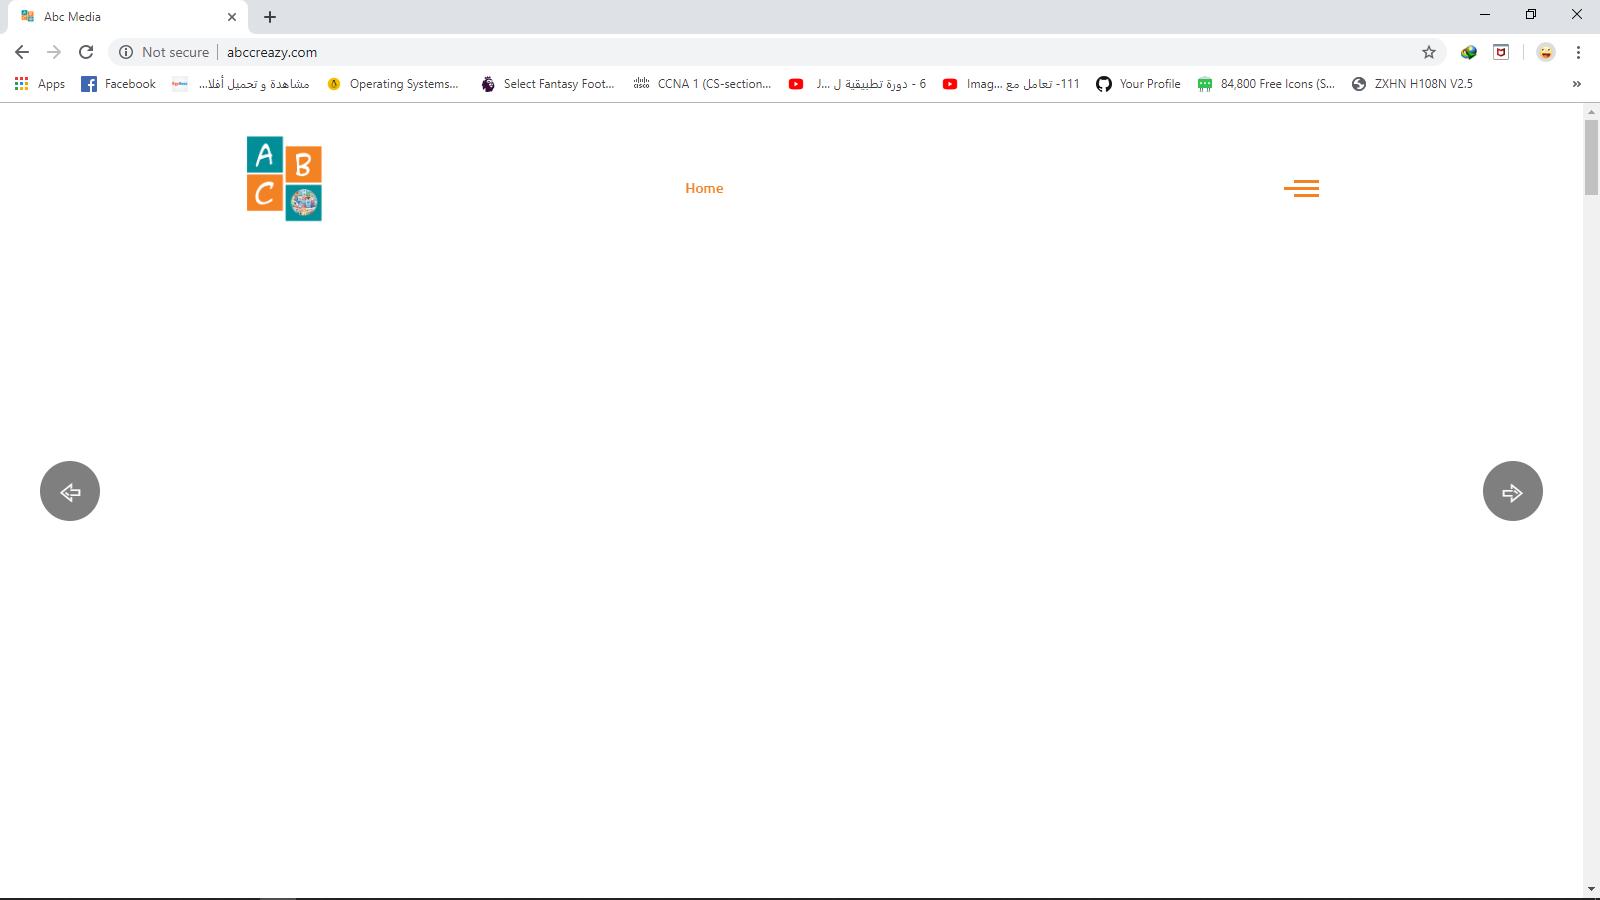 Abc Media
Not secure
abccreazy.com
Apps
Facebook
مشاهدة و تحميل أفلا...
Operating Systems...
Select Fantasy Foot...
CCNA 1 (CS-section...
6 - دورة تطبيقية ل J...
111- تعامل مع Imag...
Your Profile
84,800 Free Icons (S...
ZXHN H108N V2.5
A
B
C
Home